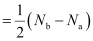 = 1/2 (N_b − N_a)